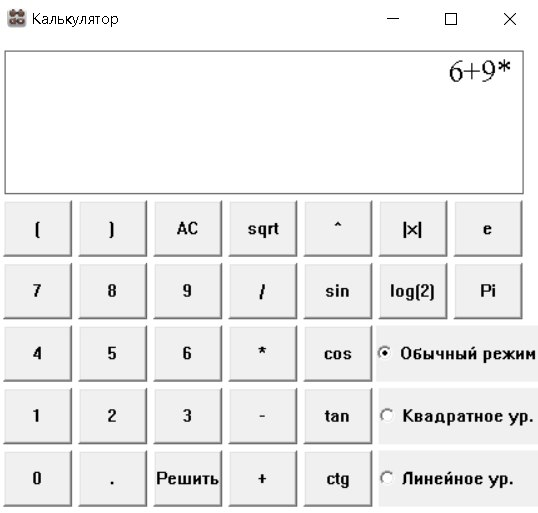 Калькулятор
6+9*
( ) AC sqrt ^ |x| e
7 8 9 / sin log(2) Pi
4 5 6 * cos Обычный режим
1 2 3 - tan Квадратное ур.
0 . Решить + ctg Линейное ур.